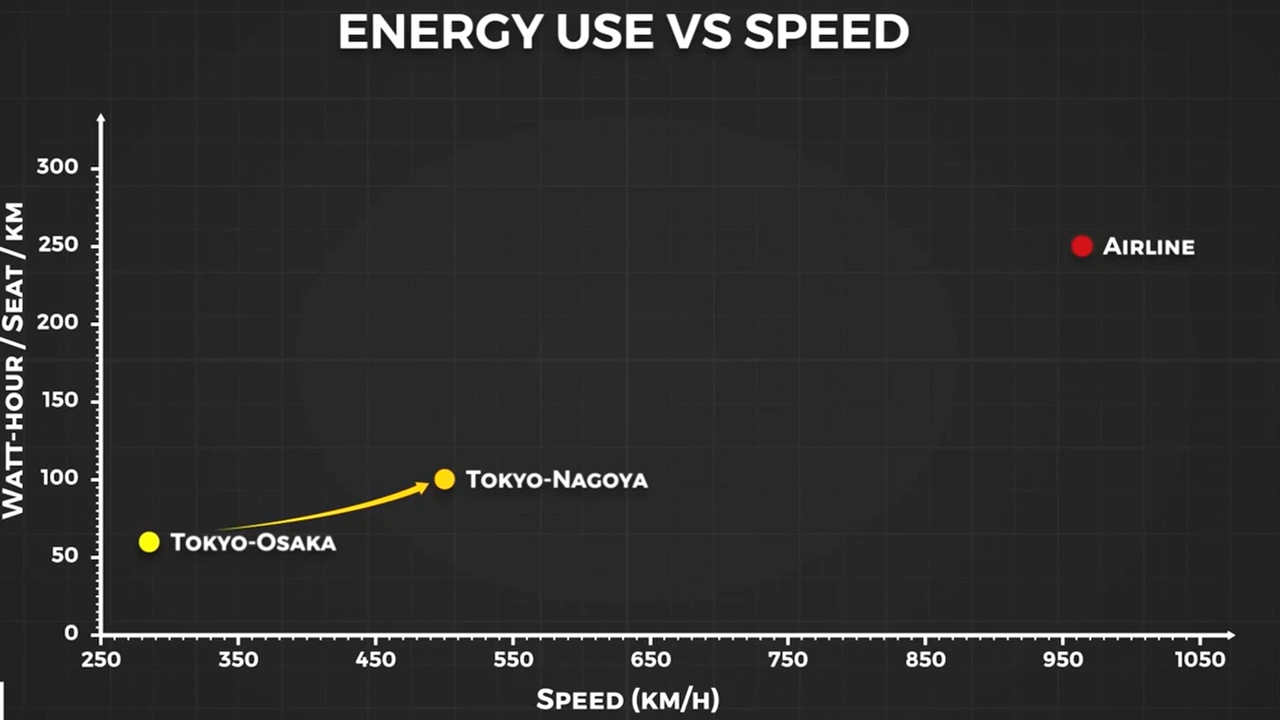 ENERGY USE VS SPEED
WATT-HOUR / SEAT / KM
300
250
200
150
100
50
0
AIRLINE
TOKYO-NAGOYA
TOKYO-OSAKA
250 350 450 550 650 750 850 950 1050
SPEED (KM/H)